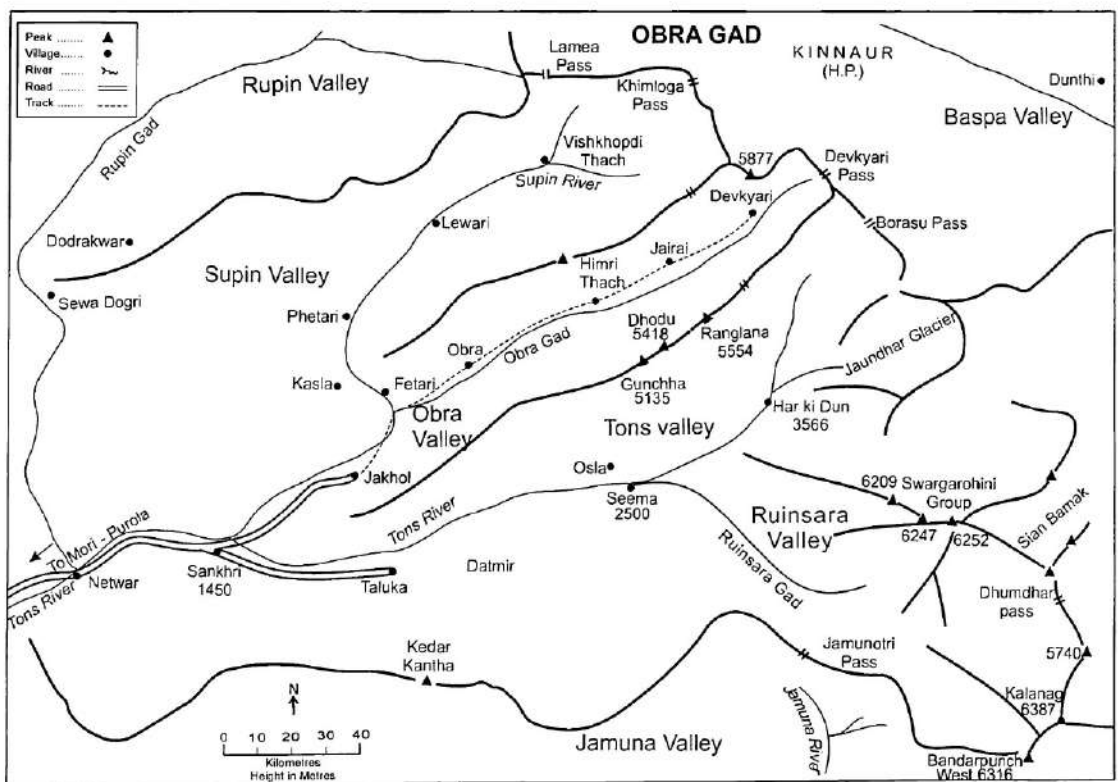 OBRA GAD
Peak ........
Village ......
River ........
Road ........
Track ........
Rupin Valley
Rupin Gad
Lamea
Pass
Khimloga
Pass
KINNAUR
(H.P.)
Dunthi
Baspa Valley
Vishkhopdi
Thach
Supin River
5877
Devkyari
Pass
Devkyari
Borasu Pass
Lewari
Dodrakwar
Supin Valley
Jairai
Himri
Thach
Sewa Dogri
Phetari
Dhodu
5418
Ranglana
5554
Obra
Obra Gad
Gunchha
5135
Jaundhar Glacier
Kasla
Fetari
Obra
Valley
Tons valley
Har ki Dun
3566
Jakhol
Osla
Seema
2500
6209
Swargarohini
Group
6247
6252
Sian Bamak
Ruinsara
Valley
Ruinsara Gad
Tons River
To Mori - Purola
Netwar
Tons River
Sankhri
1450
Taluka
Datmir
Dhumdhar
pass
Kedar
Kantha
Jamunotri
Pass
5740
Kalanag
6387
Jamuna River
Jamuna Valley
Bandarpunch
West 6316
N
0 10 20 30 40
Kilometres
Height in Metres